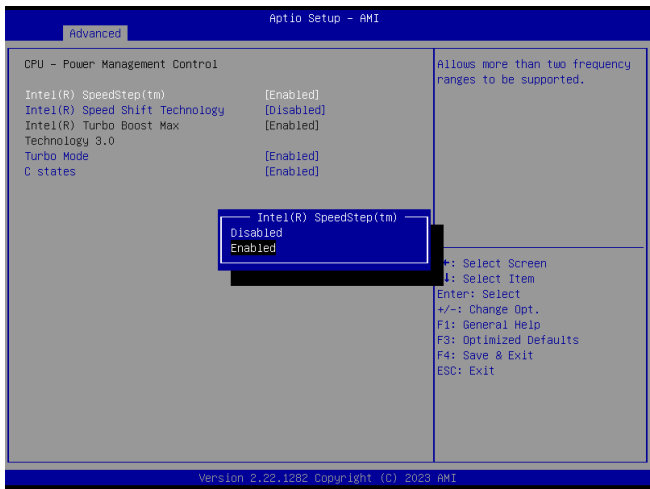 Aptio Setup – AMI
Advanced
CPU – Power Management Control
Allows more than two frequency
ranges to be supported.
Intel(R) SpeedStep(tm) [Enabled]
Intel(R) Speed Shift Technology [Disabled]
Intel(R) Turbo Boost Max [Enabled]
Technology 3.0
Turbo Mode [Enabled]
C states [Enabled]
Intel(R) SpeedStep(tm)
Disabled
Enabled
: Select Screen
: Select Item
Enter: Select
+/-: Change Opt.
F1: General Help
F3: Optimized Defaults
F4: Save & Exit
ESC: Exit
Version 2.22.1282 Copyright (C) 2023 AMI